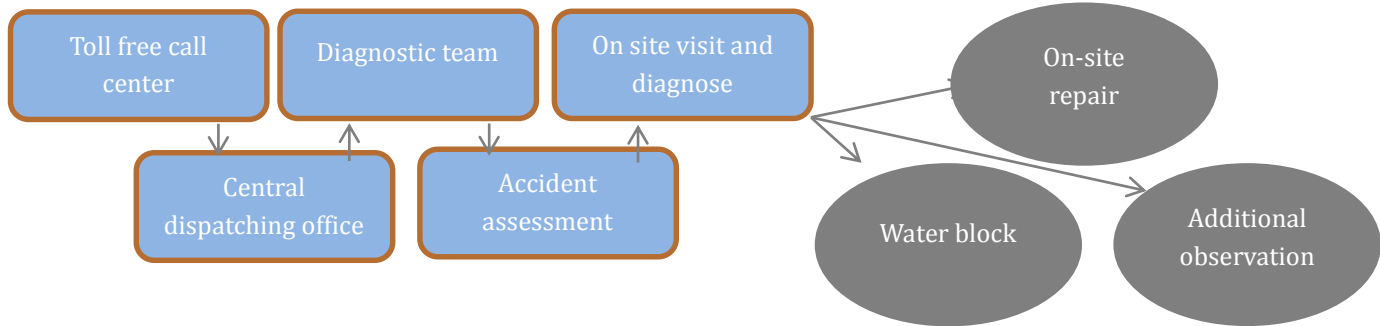 Toll free call
center
Diagnostic team
On site visit and
diagnose
On-site
repair
Central
dispatching office
Accident
assessment
Water block
Additional
observation